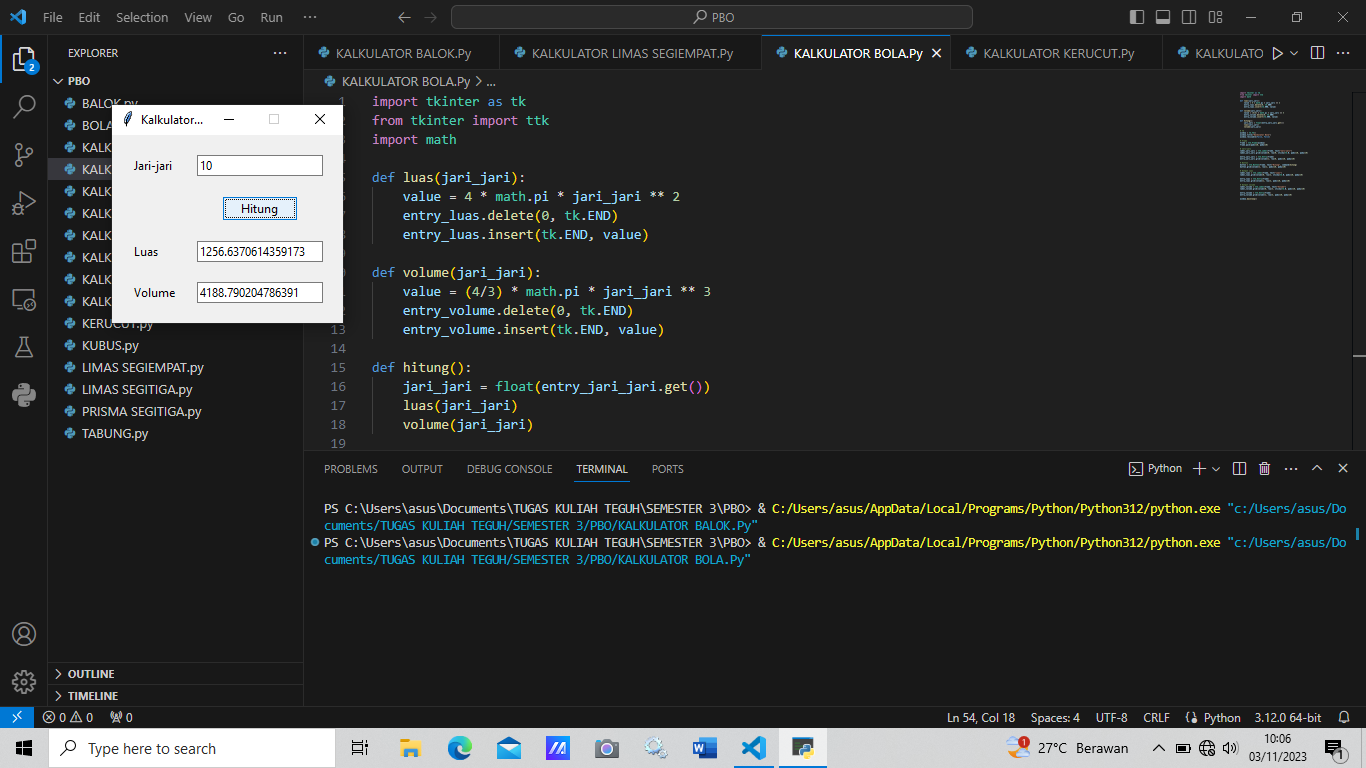 File Edit Selection View Go Run ···
PBO
EXPLORER
KALKULATOR BALOK.Py
KALKULATOR LIMAS SEGIEMPAT.Py
KALKULATOR BOLA.Py
KALKULATOR KERUCUT.Py
KALKULATO
PBO
BALOK.py
BOLA
KALK
KALK
KALK
KALK
KALK
KALK
KALK
KALK
KERUCUT.py
KUBUS.py
LIMAS SEGIEMPAT.py
LIMAS SEGITIGA.py
PRISMA SEGITIGA.py
TABUNG.py
OUTLINE
TIMELINE
2
Kalkulator...
Jari-jari 10
Hitung
Luas 1256.6370614359173
Volume 4188.790204786391
KALKULATOR BOLA.Py > ...
1 import tkinter as tk
from tkinter import ttk
import math
def luas(jari_jari):
value = 4 * math.pi * jari_jari ** 2
entry_luas.delete(0, tk.END)
entry_luas.insert(tk.END, value)
def volume(jari_jari):
value = (4/3) * math.pi * jari_jari ** 3
entry_volume.delete(0, tk.END)
13 entry_volume.insert(tk.END, value)
14
15 def hitung():
16 jari_jari = float(entry_jari_jari.get())
17 luas(jari_jari)
18 volume(jari_jari)
19
PROBLEMS OUTPUT DEBUG CONSOLE TERMINAL PORTS
Python
PS C:\Users\asus\Documents\TUGAS KULIAH TEGUH\SEMESTER 3\PBO> & C:/Users/asus/AppData/Local/Programs/Python/Python312/python.exe "c:/Users/asus/Do
cuments/TUGAS KULIAH TEGUH/SEMESTER 3/PBO/KALKULATOR BALOK.Py"
PS C:\Users\asus\Documents\TUGAS KULIAH TEGUH\SEMESTER 3\PBO> & C:/Users/asus/AppData/Local/Programs/Python/Python312/python.exe "c:/Users/asus/Do
cuments/TUGAS KULIAH TEGUH/SEMESTER 3/PBO/KALKULATOR BOLA.Py"
0 0 0
Ln 54, Col 18 Spaces: 4 UTF-8 CRLF Python 3.12.0 64-bit
Type here to search
1
27°C Berawan
10:06
03/11/2023
1